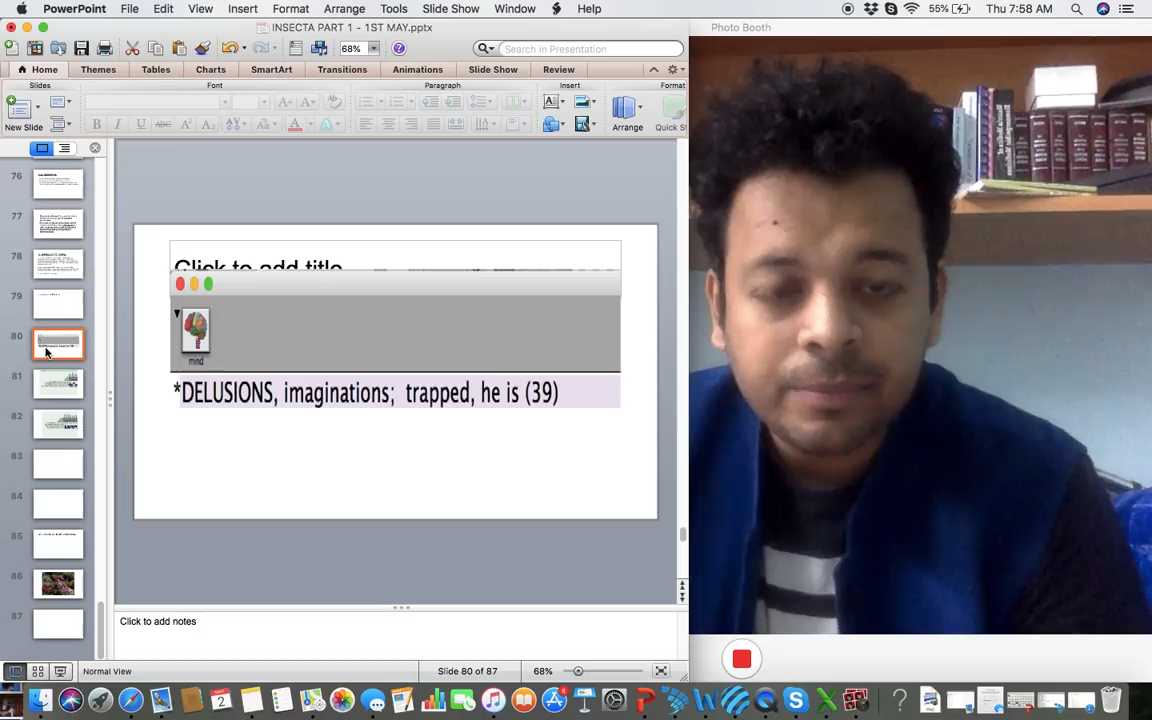 PowerPoint File Edit View Insert Format Arrange Tools Slide Show Window Help 55% Thu 7:58 AM
INSECTA PART 1 - 1ST MAY.pptx
Photo Booth
68%
Search in Presentation
Home Themes Tables Charts SmartArt Transitions Animations Slide Show Review
Slides Font Paragraph Insert Format
New Slide
B I U ABC A² A₂
Arrange Quick S
76
77
78
79
80
81
82
83
84
85
86
87
Click to add title
mind
*DELUSIONS, imaginations; trapped, he is (39)
Click to add notes
Normal View Slide 80 of 87 68%